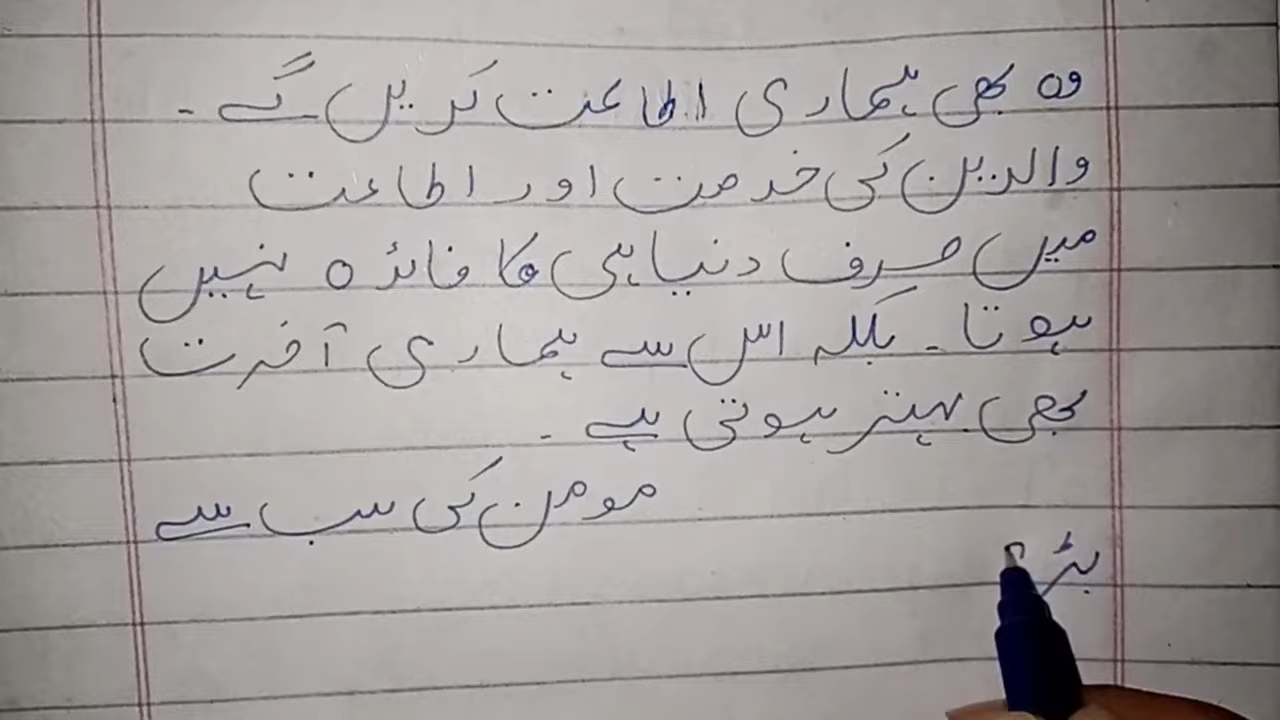 وہ بھی ہماری اطاعت کریں گے۔
والدین کی خدمت اور اطاعت
میں صرف دنیا ہی کا فائدہ نہیں
ہوتا۔ بلکہ اس سے ہماری آخرت
بھی بہتر ہوتی ہے۔
مومن کی سب سے
بڑ